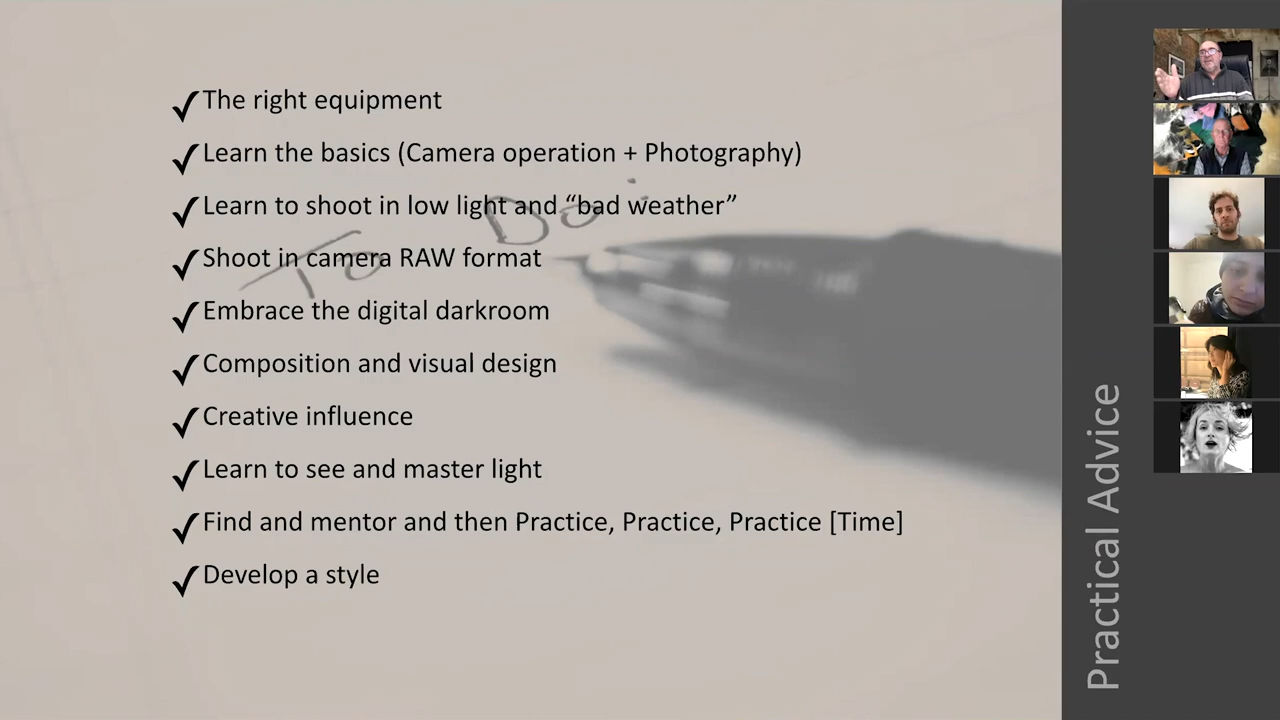 The right equipment
Learn the basics (Camera operation + Photography)
Learn to shoot in low light and “bad weather”
Shoot in camera RAW format
Embrace the digital darkroom
Composition and visual design
Creative influence
Learn to see and master light
Find and mentor and then Practice, Practice, Practice [Time]
Develop a style
To Do:
Practical Advice